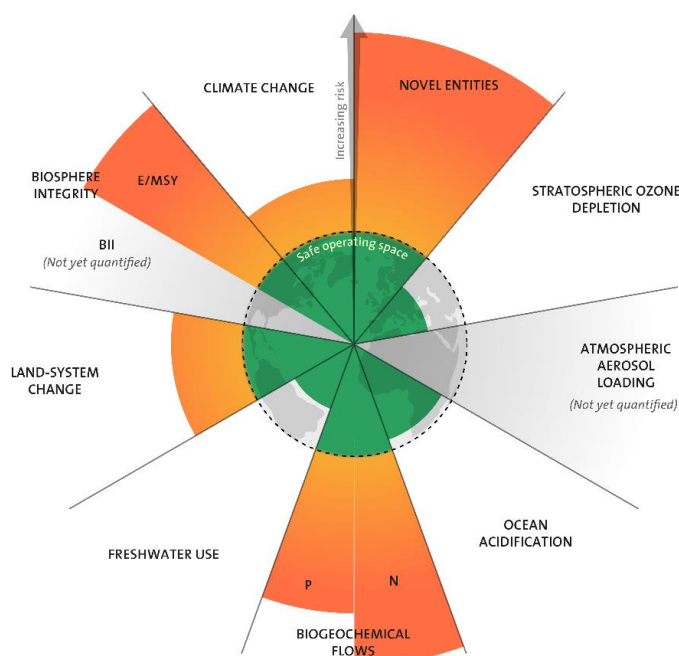 CLIMATE CHANGE
Increasing risk
NOVEL ENTITIES
BIOSPHERE
INTEGRITY
E/MSY
STRATOSPHERIC OZONE
DEPLETION
BII
(Not yet quantified)
Safe operating space
LAND-SYSTEM
CHANGE
ATMOSPHERIC
AEROSOL
LOADING
(Not yet quantified)
FRESHWATER USE
OCEAN
ACIDIFICATION
P
N
BIOGEOCHEMICAL
FLOWS